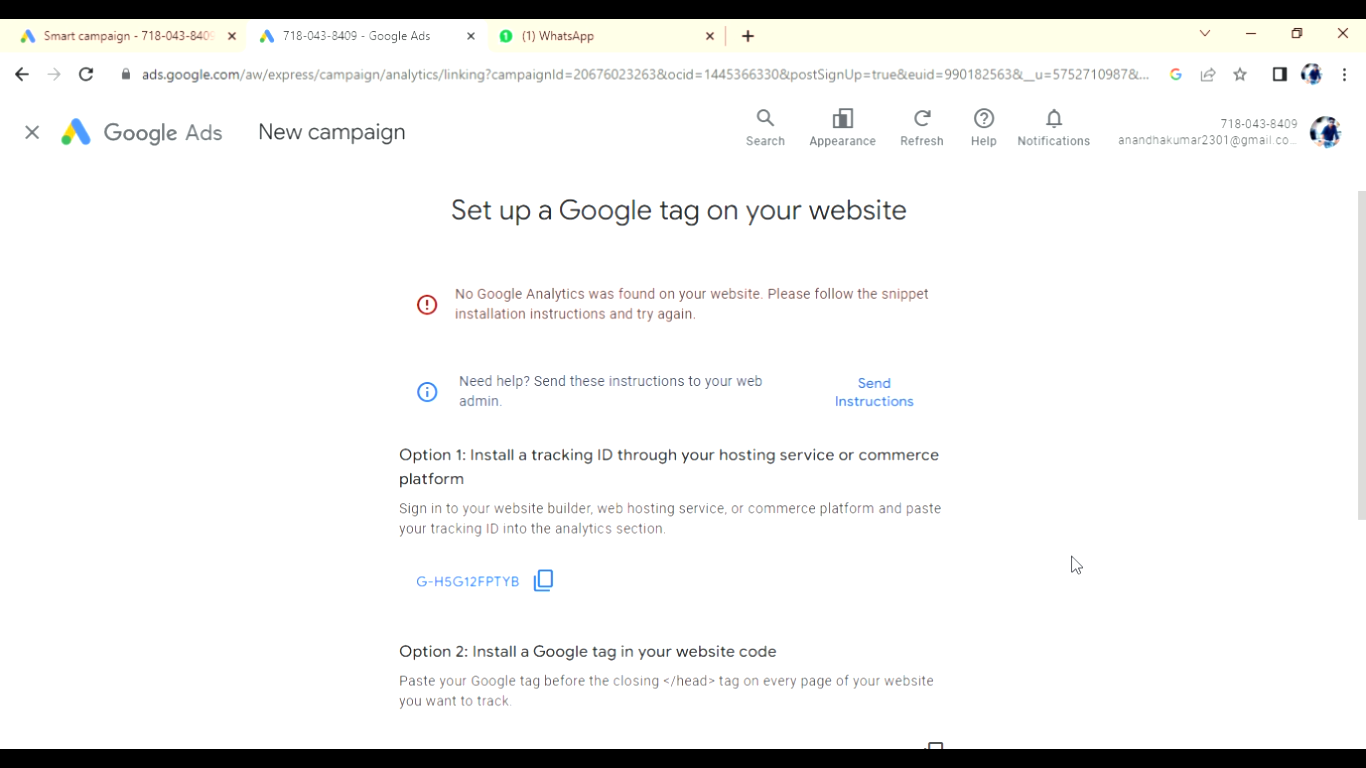 Smart campaign - 718-043-8409
718-043-8409 - Google Ads
(1) WhatsApp
ads.google.com/aw/express/campaign/analytics/linking?campaignId=20676023263&ocid=1445366330&postSignUp=true&euid=990182563&__u=5752710987&...
Google Ads
New campaign
Search
Appearance
Refresh
Help
Notifications
718-043-8409
anandhakumar2301@gmail.co...
Set up a Google tag on your website
No Google Analytics was found on your website. Please follow the snippet
installation instructions and try again.
Need help? Send these instructions to your web
admin.
Send
Instructions
Option 1: Install a tracking ID through your hosting service or commerce
platform
Sign in to your website builder, web hosting service, or commerce platform and paste
your tracking ID into the analytics section.
G-H5G12FPTYB
Option 2: Install a Google tag in your website code
Paste your Google tag before the closing </head> tag on every page of your website
you want to track.